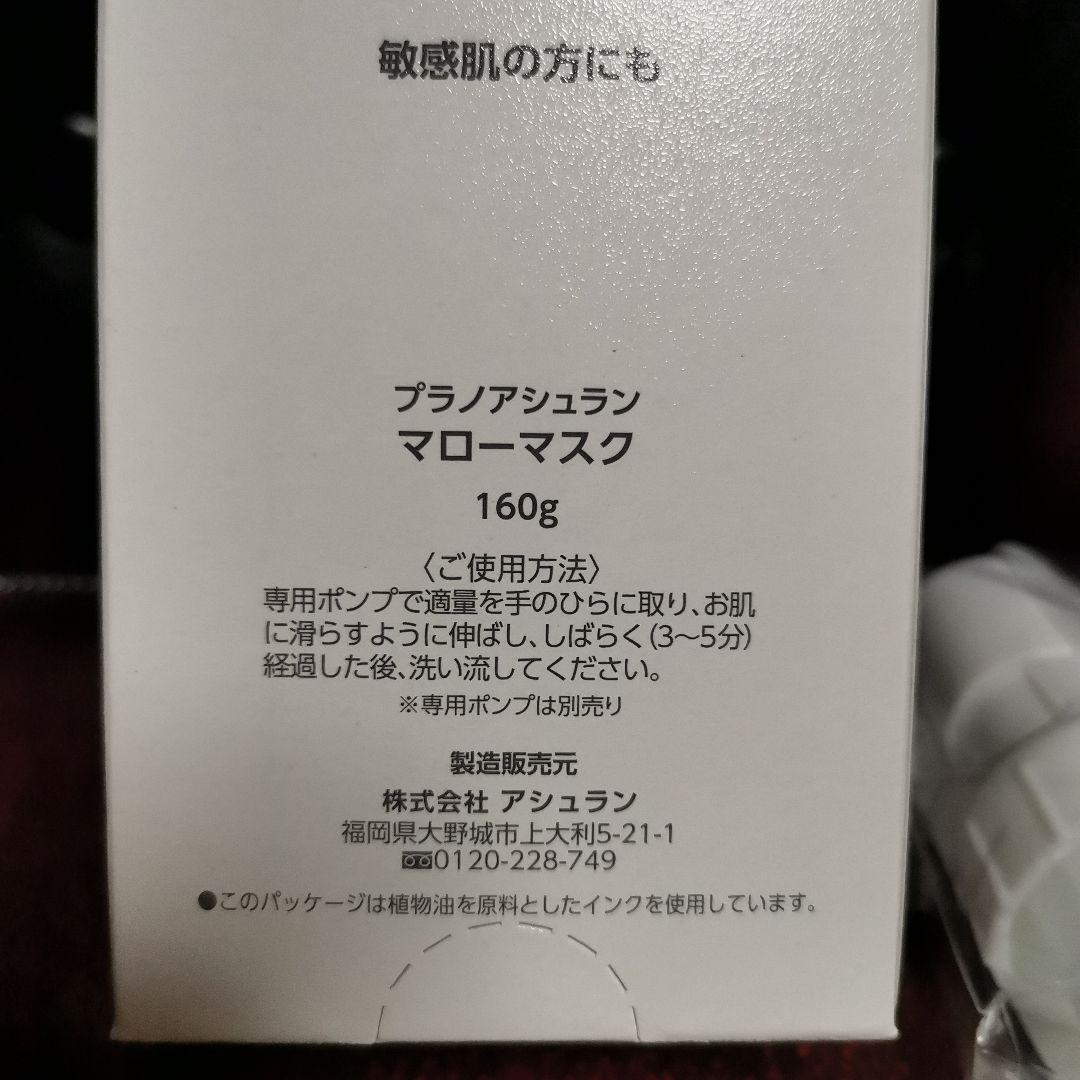 敏感肌の方にも
プラノアシュラン
マローマスク
160g
〈ご使用方法〉
専用ポンプで適量を手のひらに取り、お肌
に滑らすように伸ばし、しばらく(3〜5分)
経過した後、洗い流してください。
※専用ポンプは別売り
製造販売元
株式会社 アシュラン
福岡県大野城市上大利5-21-1
0120-228-749
●このパッケージは植物油を原料としたインクを使用しています。